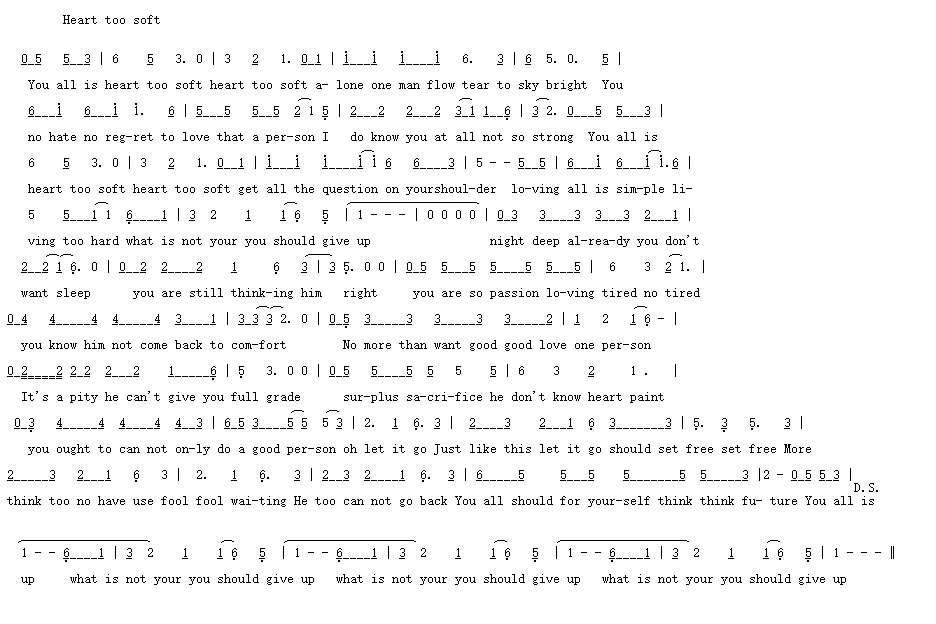 Heart too soft
0 5 5 3 | 6 5 3. 0 | 3 2 1. 0 1 | i i i i 6. 3 | 6 5. 0. 5 |
You all is heart too soft heart too soft a- lone one man flow tear to sky bright You
6 i 6 i i. 6 | 5 5 5 5 2 1 5 | 2 2 2 2 3 1 1 6 | 3 2. 0 5 5 3 |
no hate no reg-ret to love that a per-son I do know you at all not so strong You all is
6 5 3. 0 | 3 2 1. 0 1 | i i i i i 6 6 3 | 5 - - 5 5 | 6 i 6 i i. 6 |
heart too soft heart too soft get all the question on yourshoul-der lo-ving all is sim-ple li-
5 5 1 1 6 1 | 3 2 1 1 6 5 | 1 - - - | 0 0 0 0 | 0 3 3 3 3 3 2 1 |
ving too hard what is not your you should give up night deep al-rea-dy you don't
2 2 1 6. 0 | 0 2 2 2 1 6 3 | 3 5. 0 0 | 0 5 5 5 5 5 5 5 | 6 3 2 1. |
want sleep you are still think-ing him right you are so passion lo-ving tired no tired
0 4 4 4 4 4 3 1 | 3 3 3 2. 0 | 0 5 3 3 3 3 3 2 | 1 2 1 6 - |
you know him not come back to com-fort No more than want good good love one per-son
0 2 2 2 2 2 2 1 6 | 5 3. 0 0 | 0 5 5 5 5 5 5 | 6 3 2 1 . |
It's a pity he can't give you full grade sur-plus sa-cri-fice he don't know heart paint
0 3 4 4 4 4 4 3 | 6 5 3 5 5 5 3 | 2. 1 6. 3 | 2 3 2 1 6 3 3 | 5. 3 5. 3 |
you ought to can not on-ly do a good per-son oh let it go Just like this let it go should set free set free More
2 3 2 1 6 3 | 2. 1 6. 3 | 2 3 2 1 6. 3 | 6 5 5 5 5 5 5 3 | 2 - 0 5 5 3 |
D.S.
think too no have use fool fool wai-ting He too can not go back You all should for your-self think think fu- ture You all is
1 - - 6 1 | 3 2 1 1 6 5 | 1 - - 6 1 | 3 2 1 1 6 5 | 1 - - 6 1 | 3 2 1 1 6 5 | 1 - - - ‖
up what is not your you should give up what is not your you should give up what is not your you should give up